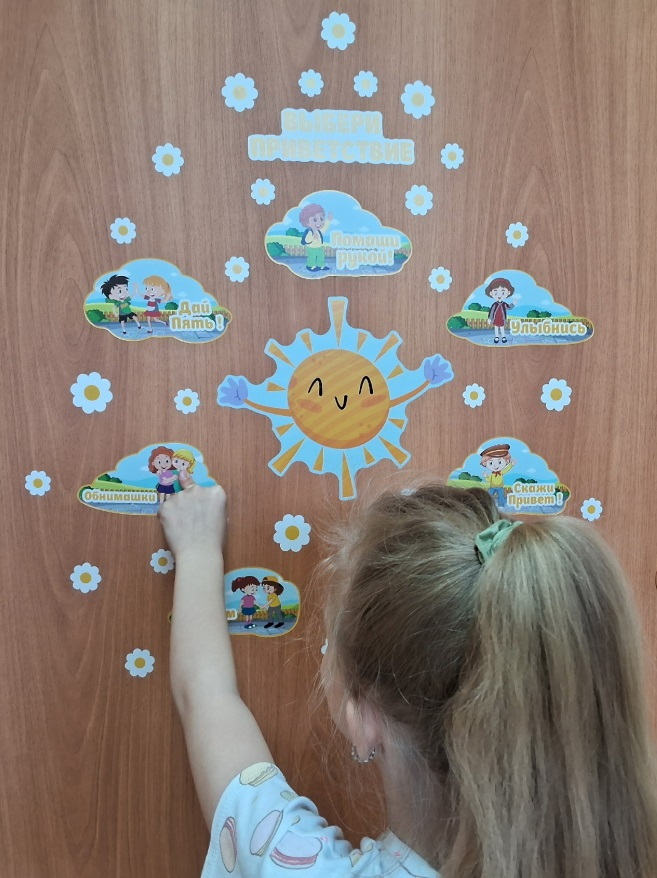 ВЫБЕРИ
ПРИВЕТСТВИЕ
Помаши
рукой!
Дай
Пять !
Улыбнись
Обнимашки
Скажи
Привет !